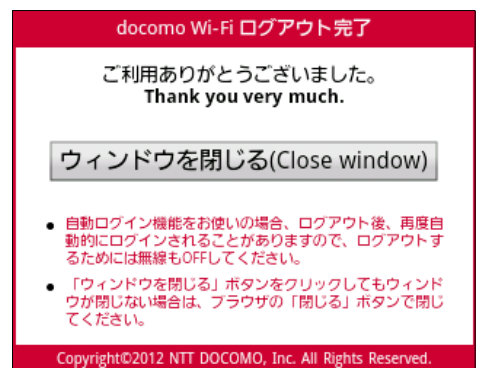 docomo Wi-Fi ログアウト完了
ご利用ありがとうございました。
Thank you very much.
ウィンドウを閉じる(Close window)
● 自動ログイン機能をお使いの場合、ログアウト後、再度自
動的にログインされることがありますので、ログアウトす
るためには無線もOFFしてください。
● 「ウィンドウを閉じる」ボタンをクリックしてもウィンド
ウが閉じない場合は、ブラウザの「閉じる」ボタンで閉じ
てください。
Copyright©2012 NTT DOCOMO, Inc. All Rights Reserved.